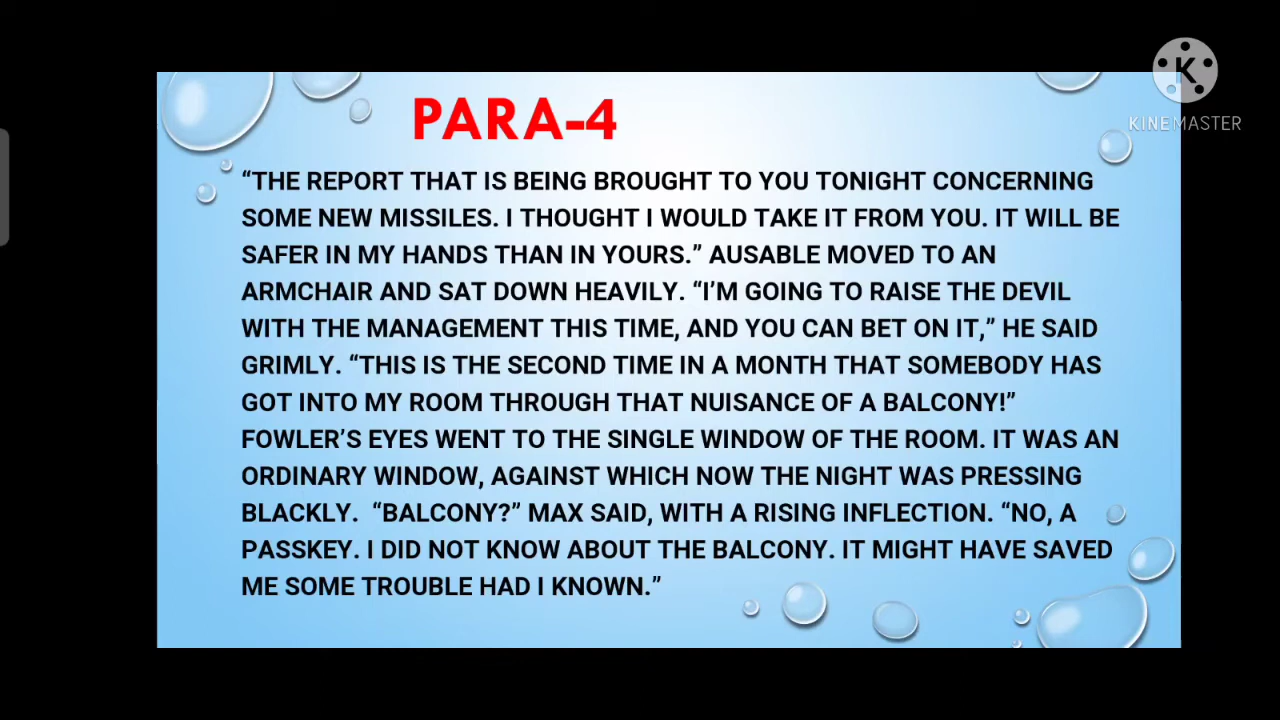 PARA-4
“THE REPORT THAT IS BEING BROUGHT TO YOU TONIGHT CONCERNING
SOME NEW MISSILES. I THOUGHT I WOULD TAKE IT FROM YOU. IT WILL BE
SAFER IN MY HANDS THAN IN YOURS.” AUSABLE MOVED TO AN
ARMCHAIR AND SAT DOWN HEAVILY. “I’M GOING TO RAISE THE DEVIL
WITH THE MANAGEMENT THIS TIME, AND YOU CAN BET ON IT,” HE SAID
GRIMLY. “THIS IS THE SECOND TIME IN A MONTH THAT SOMEBODY HAS
GOT INTO MY ROOM THROUGH THAT NUISANCE OF A BALCONY!”
FOWLER’S EYES WENT TO THE SINGLE WINDOW OF THE ROOM. IT WAS AN
ORDINARY WINDOW, AGAINST WHICH NOW THE NIGHT WAS PRESSING
BLACKLY.  “BALCONY?” MAX SAID, WITH A RISING INFLECTION. “NO, A
PASSKEY. I DID NOT KNOW ABOUT THE BALCONY. IT MIGHT HAVE SAVED
ME SOME TROUBLE HAD I KNOWN.”
K
KINEMASTER